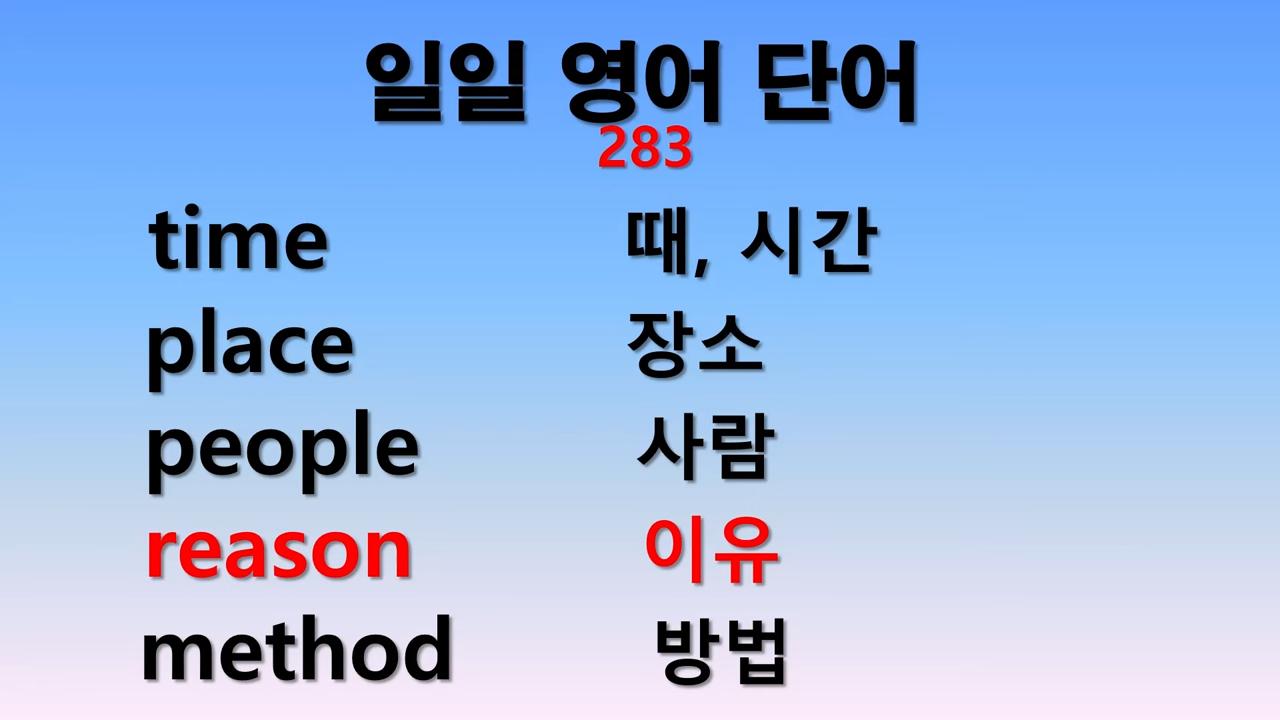 일일 영어 단어
283
time 때, 시간
place 장소
people 사람
reason 이유
method 방법